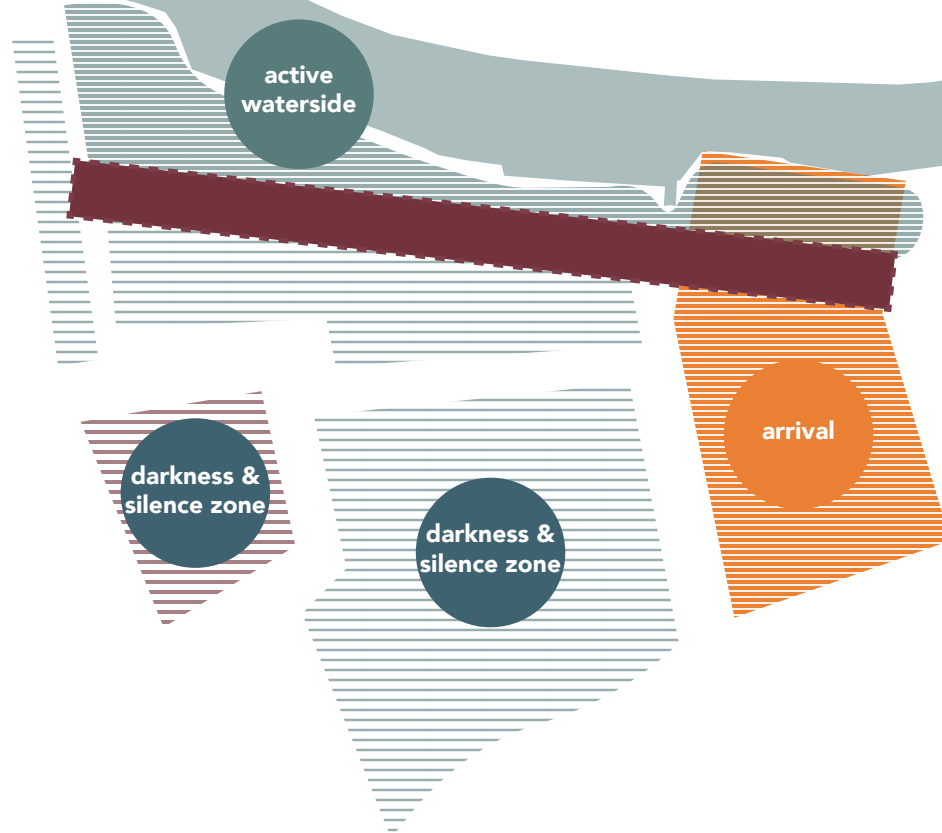 active
waterside
arrival
darkness &
silence zone
darkness &
silence zone